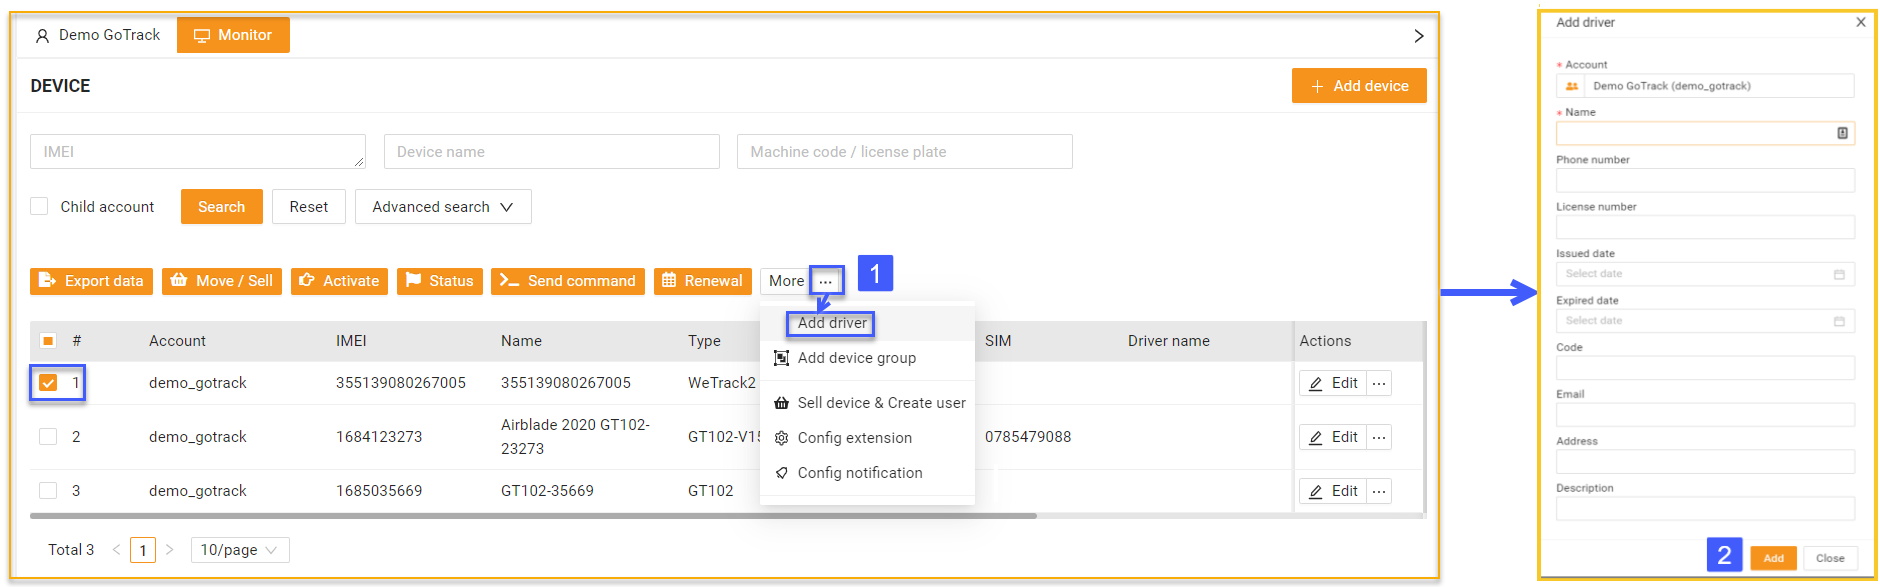 Demo GoTrack
Monitor
DEVICE
+ Add device
IMEI
Device name
Machine code / license plate
Child account
Search
Reset
Advanced search
Export data
Move / Sell
Activate
Status
Send command
Renewal
More
...
1
Add driver
Add device group
Sell device & Create user
Config extension
Config notification
# Account IMEI Name Type SIM Driver name Actions
1 demo_gotrack 355139080267005 355139080267005 WeTrack2 Edit ...
2 demo_gotrack 1684123273 Airblade 2020 GT102-
23273 GT102-V15 0785479088 Edit ...
3 demo_gotrack 1685035669 GT102-35669 GT102 Edit ...
Total 3 < 1 > 10/page
Add driver
* Account
Demo GoTrack (demo_gotrack)
* Name
Phone number
License number
Issued date
Select date
Expired date
Select date
Code
Email
Address
Description
2
Add
Close